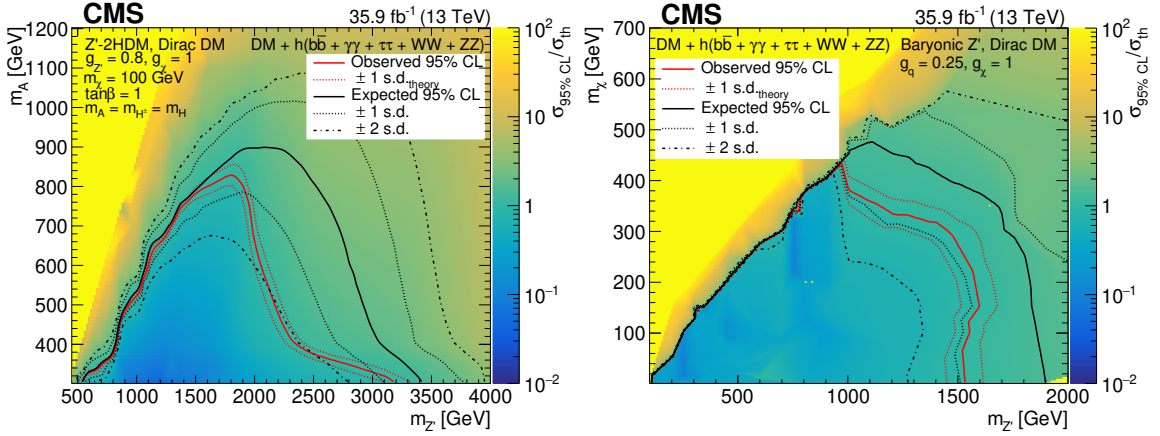 CMS
35.9 fb⁻¹ (13 TeV)
Z'-2HDM, Dirac DM
g_Z' = 0.8, g_χ = 1
m_χ = 100 GeV
tanβ = 1
m_A = m_H± = m_H
DM + h(bb̄ + γγ + ττ + WW + ZZ)
Observed 95% CL
± 1 s.d.theory
Expected 95% CL
± 1 s.d.
± 2 s.d.
m_A [GeV]
1200
1100
1000
900
800
700
600
500
400
500 1000 1500 2000 2500 3000 3500 4000
m_Z' [GeV]
10²
10
1
10⁻¹
10⁻²
σ_95% CL/σ_th
CMS
35.9 fb⁻¹ (13 TeV)
DM + h(bb̄ + γγ + ττ + WW + ZZ)
Baryonic Z', Dirac DM
g_q = 0.25, g_χ = 1
Observed 95% CL
± 1 s.d.theory
Expected 95% CL
± 1 s.d.
± 2 s.d.
m_χ [GeV]
700
600
500
400
300
200
100
500 1000 1500 2000
m_Z' [GeV]
10²
10
1
10⁻¹
10⁻²
σ_95% CL/σ_th